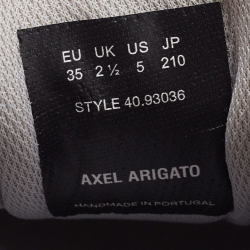 EU UK US JP
35 2 ½ 5 210
STYLE 40.93036
AXEL ARIGATO
HANDMADE IN PORTUGAL